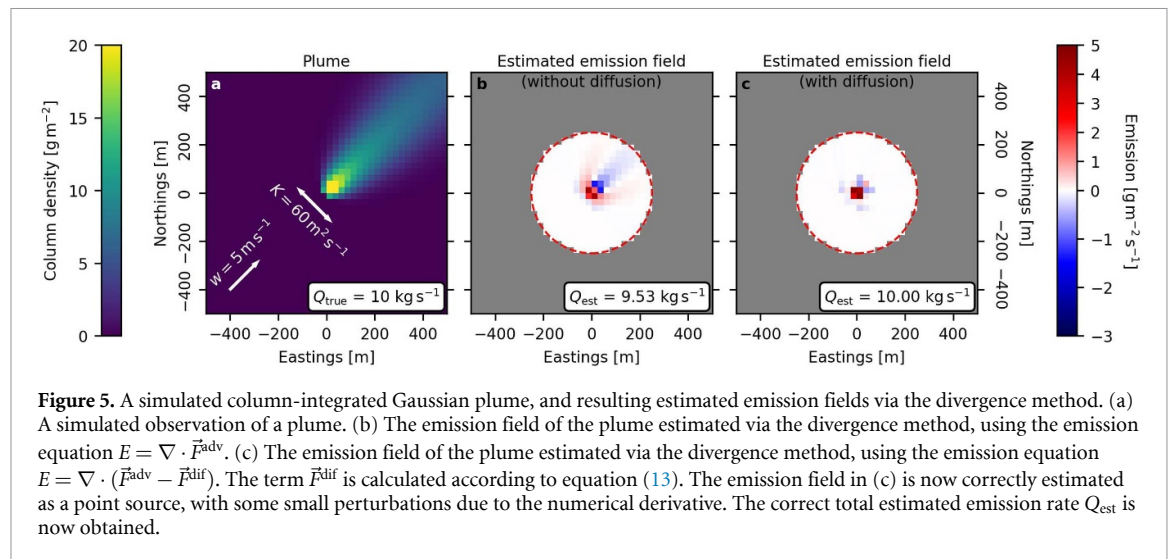 Plume
Estimated emission field
(without diffusion)
Estimated emission field
(with diffusion)
a
b
c
20
15
10
5
0
Column density [g m⁻²]
400
200
0
−200
−400
Northings [m]
K = 60 m² s⁻¹
w = 5 m s⁻¹
Q_true = 10 kg s⁻¹
Q_est = 9.53 kg s⁻¹
Q_est = 10.00 kg s⁻¹
−400 −200 0 200 400
Eastings [m]
−400 −200 0 200 400
Eastings [m]
−400 −200 0 200 400
Eastings [m]
400
200
0
−200
−400
Northings [m]
5
4
3
2
1
0
−1
−2
−3
Emission [g m⁻² s⁻¹]
Figure 5. A simulated column-integrated Gaussian plume, and resulting estimated emission fields via the divergence method. (a)
A simulated observation of a plume. (b) The emission field of the plume estimated via the divergence method, using the emission
equation E = ∇ · F⃗^adv. (c) The emission field of the plume estimated via the divergence method, using the emission equation
E = ∇ · (F⃗^adv − F⃗^dif). The term F⃗^dif is calculated according to equation (13). The emission field in (c) is now correctly estimated
as a point source, with some small perturbations due to the numerical derivative. The correct total estimated emission rate Q_est is
now obtained.